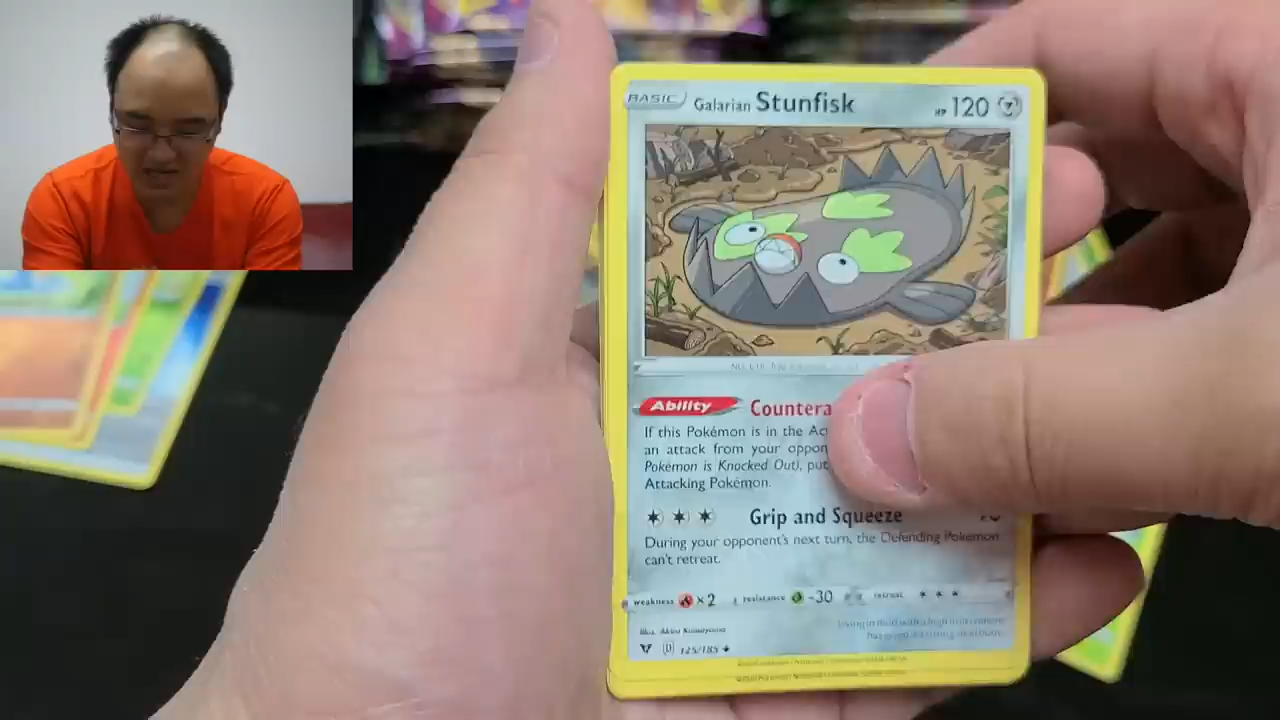 BASIC Galarian Stunfisk HP 120
Ability Countera
If this Pokémon is in the Ac
an attack from your oppon
Pokémon is Knocked Out), put
Attacking Pokémon.
Grip and Squeeze
During your opponent's next turn, the Defending Pokémon
can't retreat.
weakness ×2 resistance -30 retreat
Illus.
D 125/185